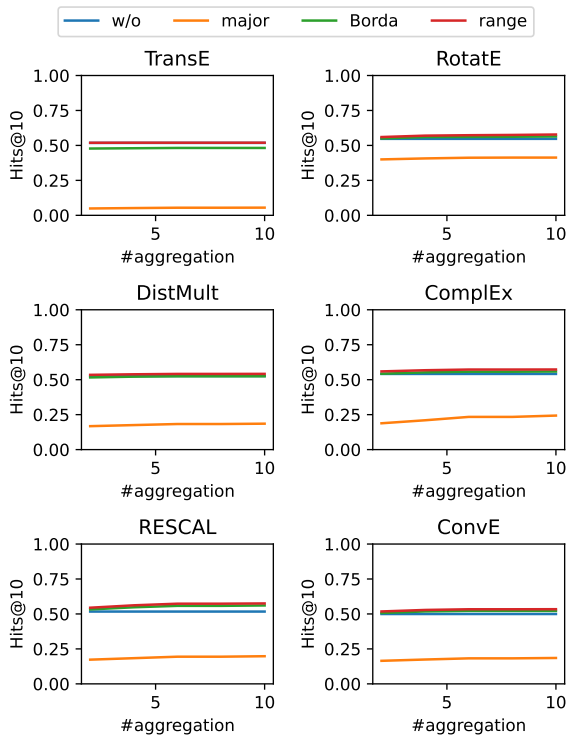 w/o major Borda range
TransE
1.00
0.75
0.50
0.25
0.00
Hits@10
5 10
#aggregation
RotatE
1.00
0.75
0.50
0.25
0.00
Hits@10
5 10
#aggregation
DistMult
1.00
0.75
0.50
0.25
0.00
Hits@10
5 10
#aggregation
ComplEx
1.00
0.75
0.50
0.25
0.00
Hits@10
5 10
#aggregation
RESCAL
1.00
0.75
0.50
0.25
0.00
Hits@10
5 10
#aggregation
ConvE
1.00
0.75
0.50
0.25
0.00
Hits@10
5 10
#aggregation